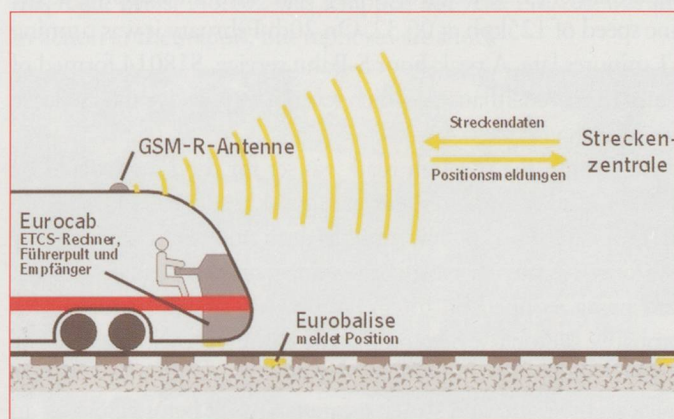 GSM-R-Antenne
Streckendaten
Positionsmeldungen
Strecken-
zentrale
Eurocab
ETCS-Rechner,
Führerpult und
Empfänger
Eurobalise
meldet Position